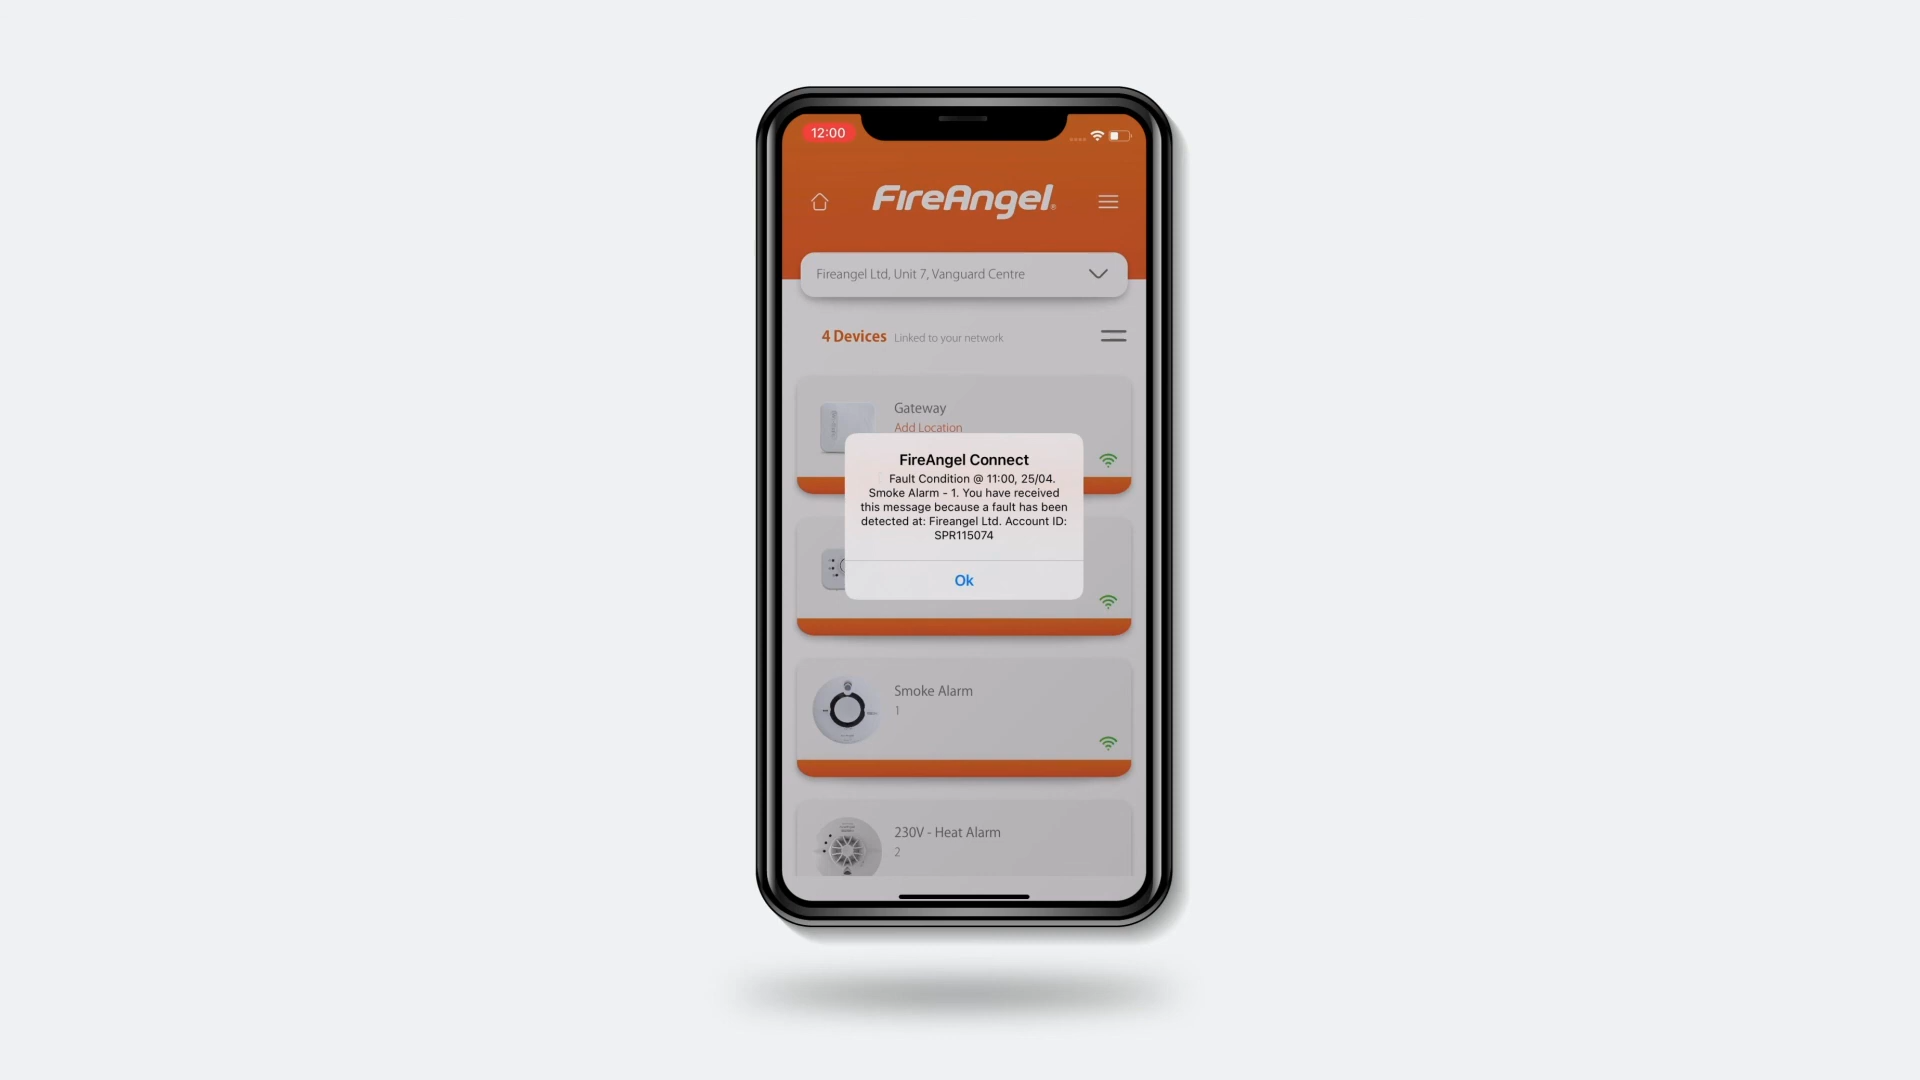 12:00
FireAngel®
Fireangel Ltd, Unit 7, Vanguard Centre
4 Devices Linked to your network
Gateway
Add Location
FireAngel Connect
Fault Condition @ 11:00, 25/04.
Smoke Alarm - 1. You have received
this message because a fault has been
detected at: Fireangel Ltd. Account ID:
SPR115074
Ok
Smoke Alarm
1
230V - Heat Alarm
2